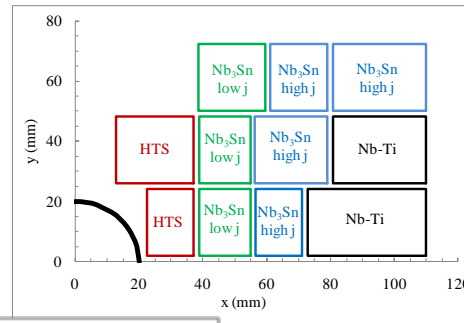 80
60
40
20
0
y (mm)
Nb₃Sn
low j
Nb₃Sn
high j
Nb₃Sn
high j
HTS
Nb₃Sn
low j
Nb₃Sn
high j
Nb-Ti
HTS
Nb₃Sn
low j
Nb₃Sn
high j
Nb-Ti
0 20 40 60 80 100 120
x (mm)